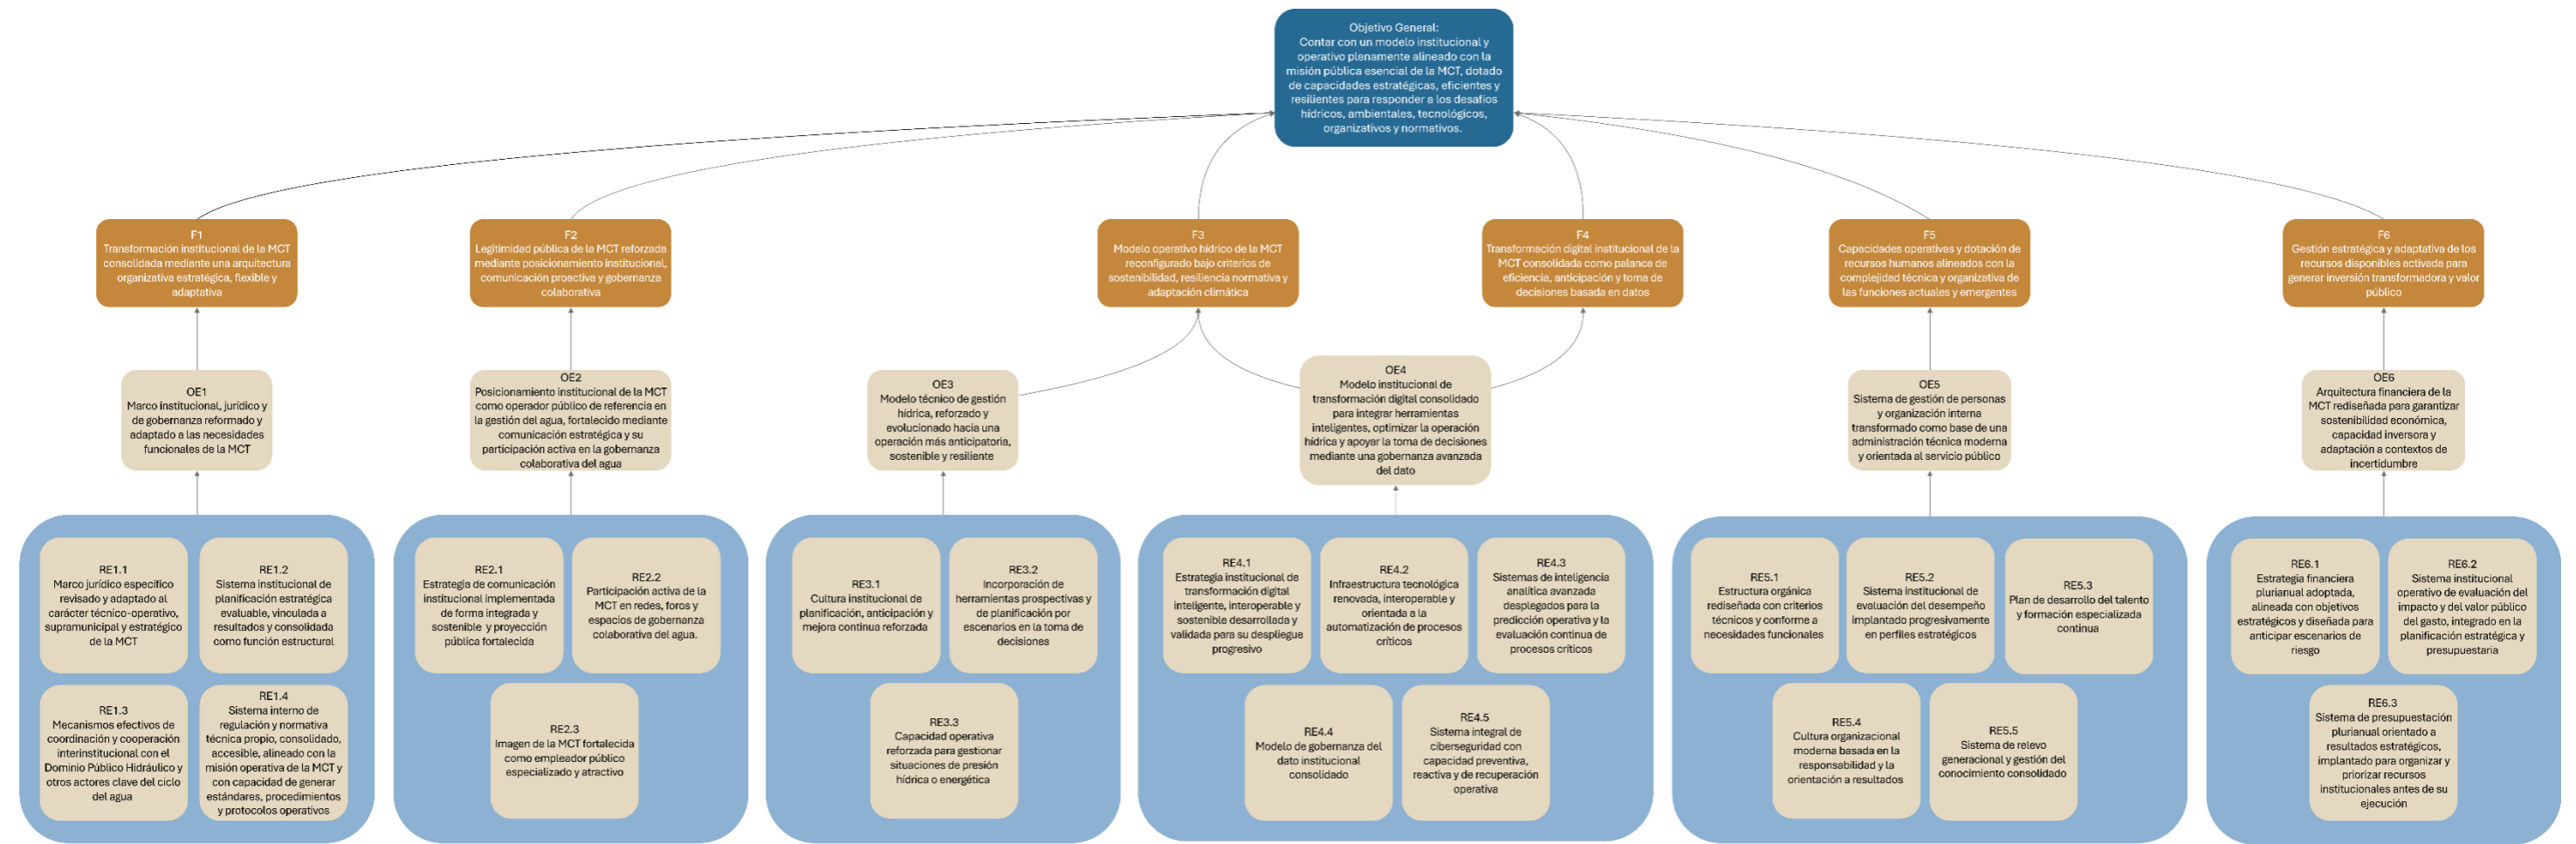 Objetivo General:
Contar con un modelo institucional y
operativo plenamente alineado con la
misión pública esencial de la MCT, dotado
de capacidades estratégicas, eficientes y
resilientes para responder a los desafíos
hídricos, ambientales, tecnológicos,
organizativos y normativos.
F1
Transformación institucional de la MCT
consolidada mediante una arquitectura
organizativa estratégica, flexible y
adaptativa
F2
Legitimidad pública de la MCT reforzada
mediante posicionamiento institucional,
comunicación proactiva y gobernanza
colaborativa
F3
Modelo operativo hídrico de la MCT
reconfigurado bajo criterios de
sostenibilidad, resiliencia normativa y
adaptación climática
F4
Transformación digital institucional de la
MCT consolidada como palanca de
eficiencia, anticipación y toma de
decisiones basada en datos
F5
Capacidades operativas y dotación de
recursos humanos alineados con la
complejidad técnica y organizativa de
las funciones actuales y emergentes
F6
Gestión estratégica y adaptativa de los
recursos disponibles activada para
generar inversión transformadora y valor
público
OE1
Marco institucional, jurídico y
de gobernanza reformado y
adaptado a las necesidades
funcionales de la MCT
OE2
Posicionamiento institucional de la MCT
como operador público de referencia en
la gestión del agua, fortalecido mediante
comunicación estratégica y su
participación activa en la gobernanza
colaborativa del agua
OE3
Modelo técnico de gestión
hídrica, reforzado y
evolucionado hacia una
operación más anticipatoria,
sostenible y resiliente
OE4
Modelo institucional de
transformación digital consolidado
para integrar herramientas
inteligentes, optimizar la operación
hídrica y apoyar la toma de decisiones
mediante una gobernanza avanzada
del dato
OE5
Sistema de gestión de personas
y organización interna
transformado como base de una
administración técnica moderna
y orientada al servicio público
OE6
Arquitectura financiera de la
MCT rediseñada para garantizar
sostenibilidad económica,
capacidad inversora y
adaptación a contextos de
incertidumbre
RE1.1
Marco jurídico específico
revisado y adaptado al
carácter técnico-operativo,
supramunicipal y estratégico
de la MCT
RE1.2
Sistema institucional de
planificación estratégica
evaluable, vinculada a
resultados y consolidada
como función estructural
RE1.3
Mecanismos efectivos de
coordinación y cooperación
interinstitucional con el
Dominio Público Hidráulico y
otros actores clave del ciclo
del agua
RE1.4
Sistema interno de
regulación y normativa
técnica propio, consolidado,
accesible, alineado con la
misión operativa de la MCT y
con capacidad de generar
estándares, procedimientos
y protocolos operativos
RE2.1
Estrategia de comunicación
institucional implementada
de forma integrada y
sostenible y proyección
pública fortalecida
RE2.2
Participación activa de la
MCT en redes, foros y
espacios de gobernanza
colaborativa del agua.
RE2.3
Imagen de la MCT fortalecida
como empleador público
especializado y atractivo
RE3.1
Cultura institucional de
planificación, anticipación y
mejora continua reforzada
RE3.2
Incorporación de
herramientas prospectivas y
de planificación por
escenarios en la toma de
decisiones
RE3.3
Capacidad operativa
reforzada para gestionar
situaciones de presión
hídrica o energética
RE4.1
Estrategia institucional de
transformación digital
inteligente, interoperable y
sostenible desarrollada y
validada para su despliegue
progresivo
RE4.2
Infraestructura tecnológica
renovada, interoperable y
orientada a la
automatización de procesos
críticos
RE4.3
Sistemas de inteligencia
analítica avanzada
desplegados para la
predicción operativa y la
evaluación continua de
procesos críticos
RE4.4
Modelo de gobernanza del
dato institucional
consolidado
RE4.5
Sistema integral de
ciberseguridad con
capacidad preventiva,
reactiva y de recuperación
operativa
RE5.1
Estructura orgánica
rediseñada con criterios
técnicos y conforme a
necesidades funcionales
RE5.2
Sistema institucional de
evaluación del desempeño
implantado progresivamente
en perfiles estratégicos
RE5.3
Plan de desarrollo del talento
y formación especializada
continua
RE5.4
Cultura organizacional
moderna basada en la
responsabilidad y la
orientación a resultados
RE5.5
Sistema de relevo
generacional y gestión del
conocimiento consolidado
RE6.1
Estrategia financiera
plurianual adoptada,
alineada con objetivos
estratégicos y diseñada para
anticipar escenarios de
riesgo
RE6.2
Sistema institucional
operativo de evaluación del
impacto y del valor público
del gasto, integrado en la
planificación estratégica y
presupuestaria
RE6.3
Sistema de presupuestación
plurianual orientado a
resultados estratégicos,
implantado para organizar y
priorizar recursos
institucionales antes de su
ejecución